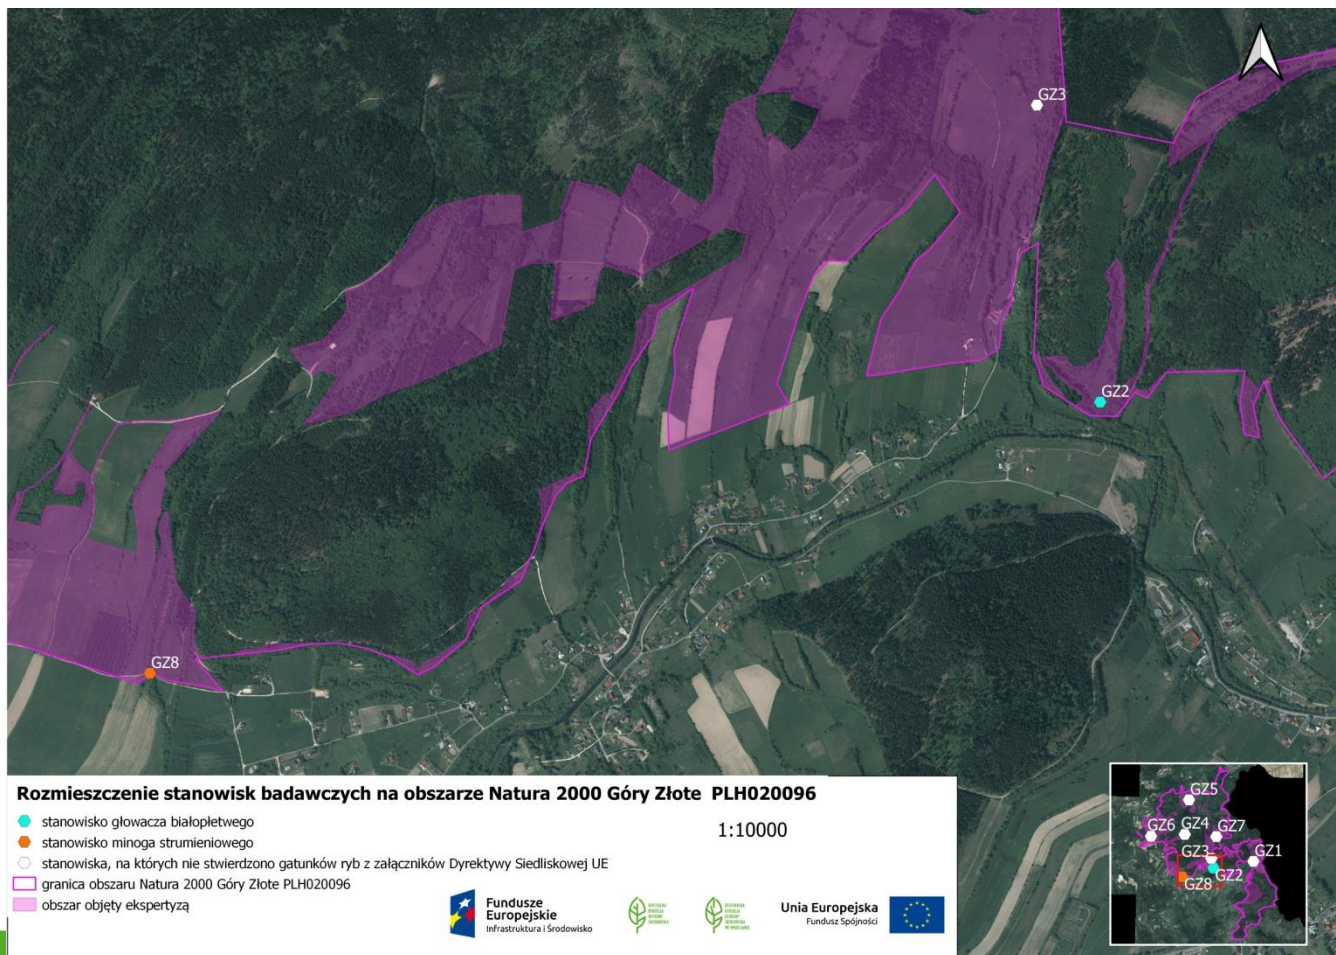 GZ3
GZ2
GZ8
Rozmieszczenie stanowisk badawczych na obszarze Natura 2000 Góry Złote PLH020096
stanowisko głowacza białopłetwego
1:10000
stanowisko minoga strumieniowego
stanowiska, na których nie stwierdzono gatunków ryb z załączników Dyrektywy Siedliskowej UE
granica obszaru Natura 2000 Góry Złote PLH020096
obszar objęty ekspertyzą
Fundusze
Europejskie
Infrastruktura i Środowisko
Unia Europejska
Fundusz Spójności
GZ5
GZ6
GZ4
GZ7
GZ3
GZ1
GZ2
GZ8